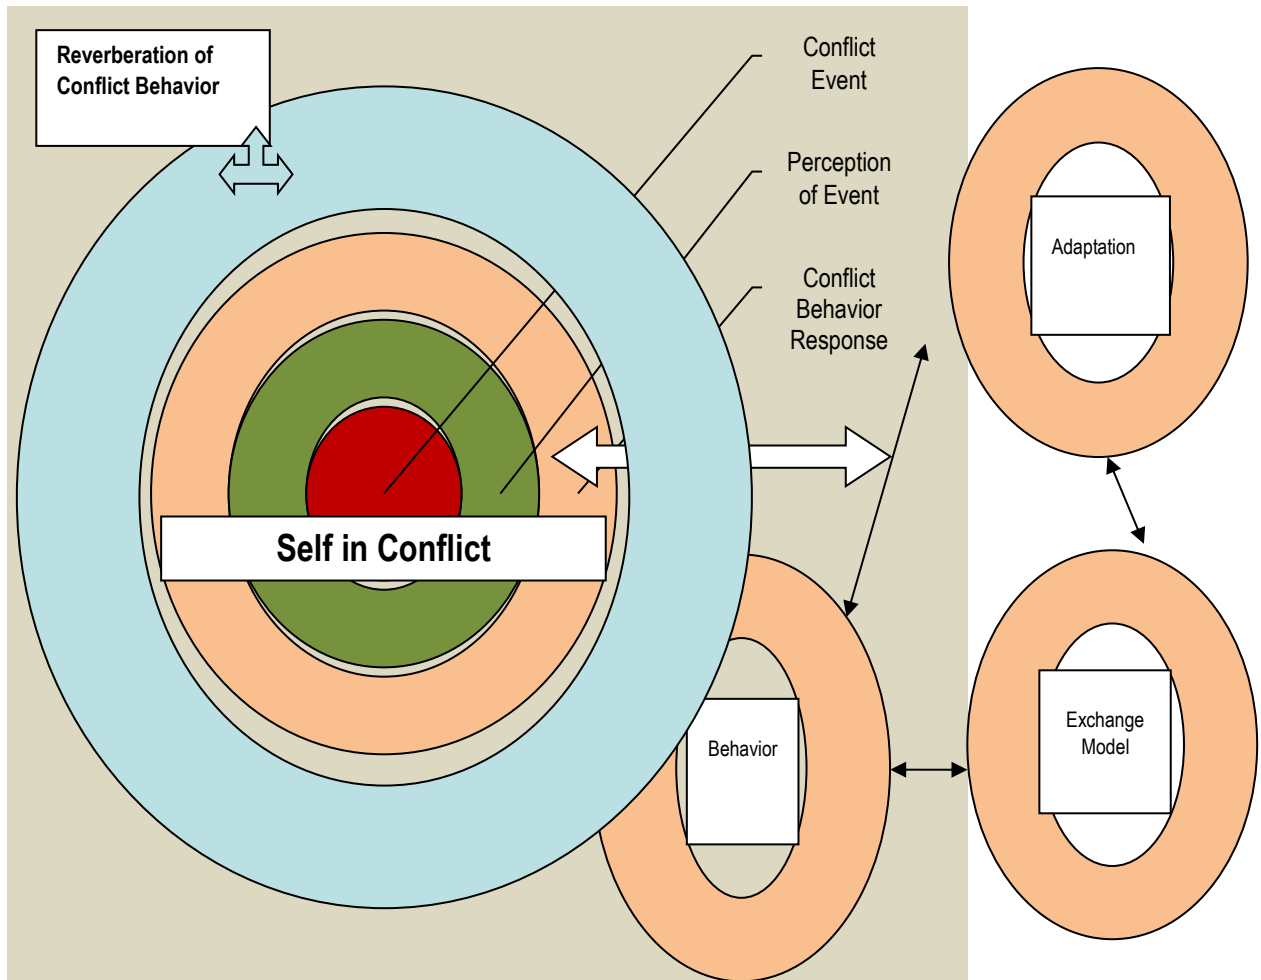 Reverberation of
Conflict Behavior
Conflict
Event
Perception
of Event
Conflict
Behavior
Response
Adaptation
Self in Conflict
Behavior
Exchange
Model